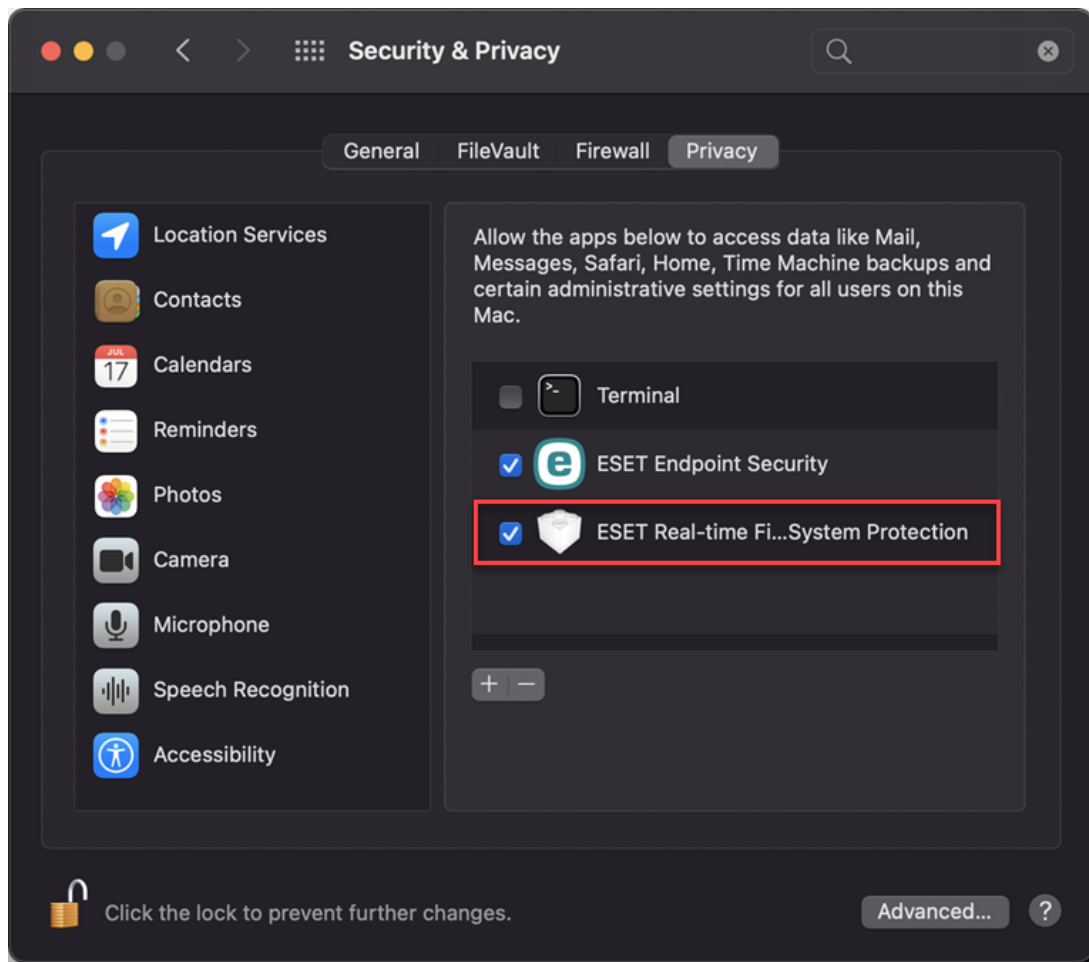 Security & Privacy
General FileVault Firewall Privacy
Location Services
Contacts
JUL
17
Calendars
Reminders
Photos
Camera
Microphone
Speech Recognition
Accessibility
Allow the apps below to access data like Mail,
Messages, Safari, Home, Time Machine backups and
certain administrative settings for all users on this
Mac.
>_ Terminal
e ESET Endpoint Security
ESET Real-time Fi...System Protection
+ −
Click the lock to prevent further changes.
Advanced... ?